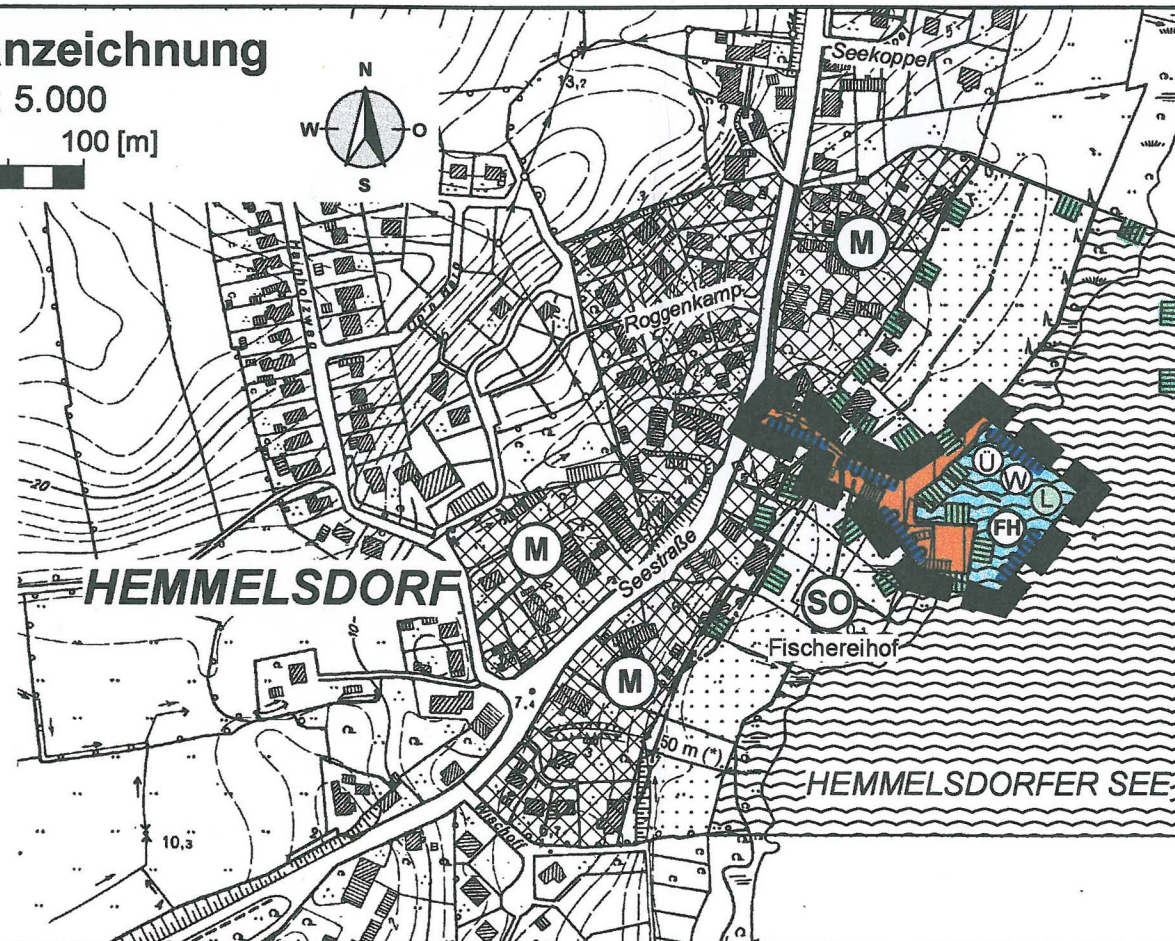 nzeichnung
5.000
100 [m]
N
W
O
S
Seekoppel
13,2
M
Roggenkamp
Ü
W
L
FH
20
M
HEMMELSDORF
Seestraße
SO
Fischereihof
M
7,4
50 m (*)
HEMMELSDORFER SEE
10,3